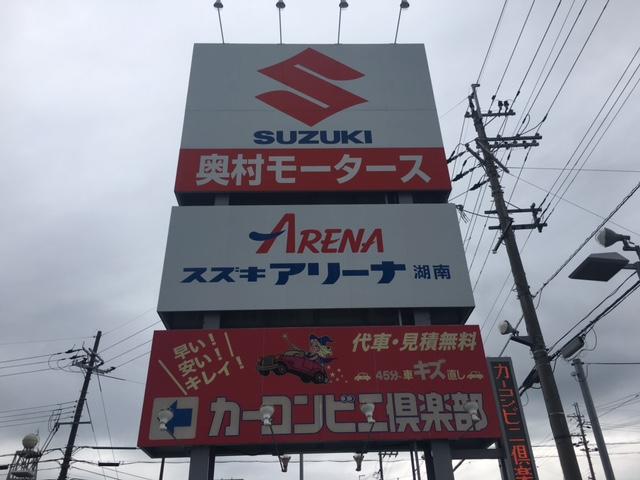 SUZUKI
奥村モータース
ARENA
スズキ アリーナ 湖南
早い!
安い!
キレイ!
代車・見積無料
45分〜車キズ直し
カーコンビニ倶楽部
カーコンビニ倶楽